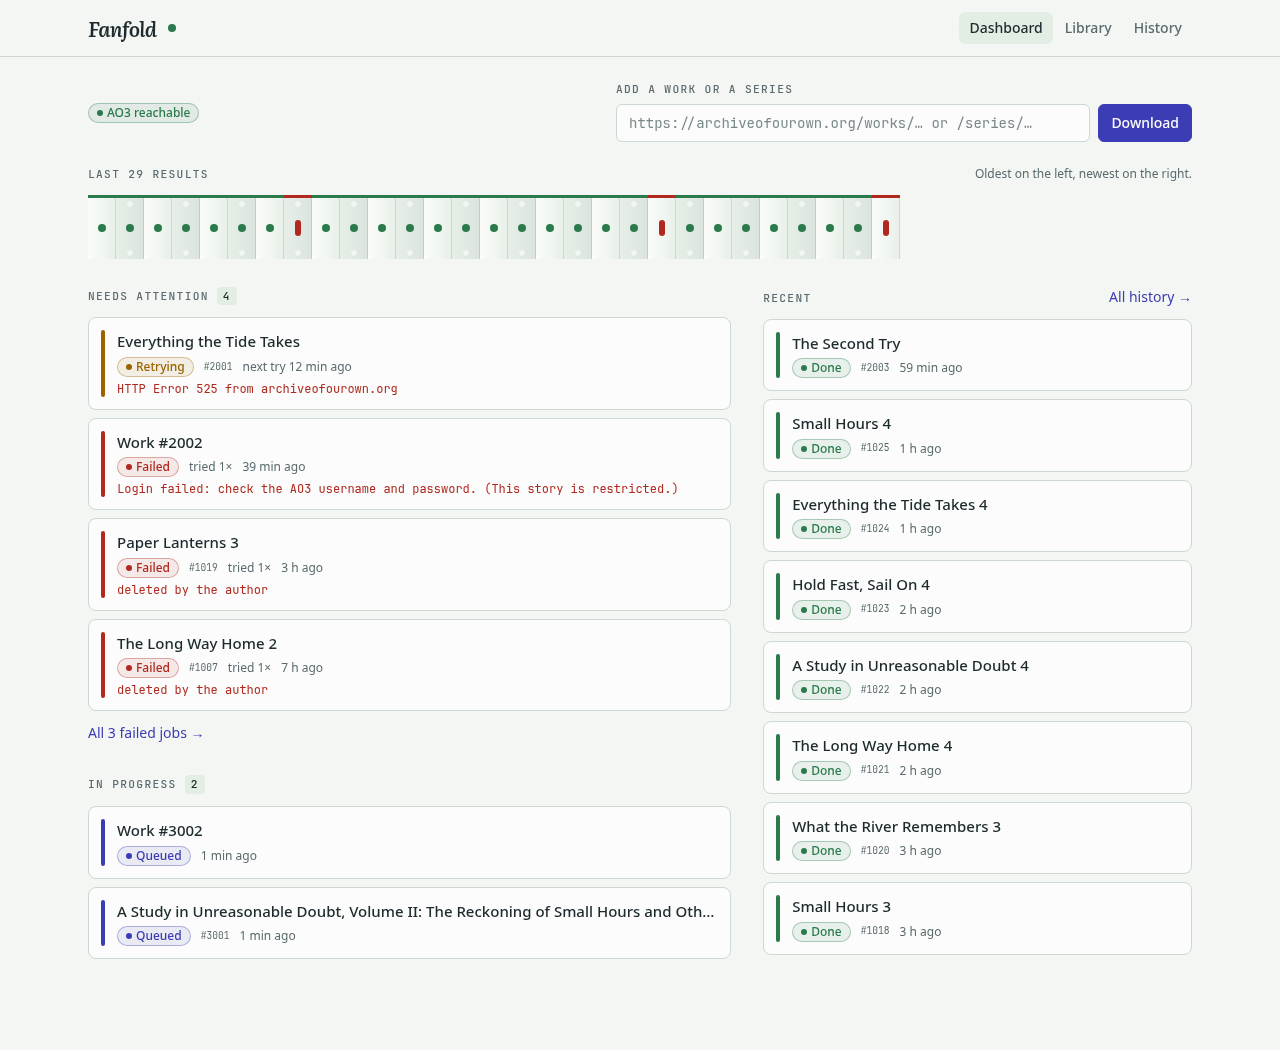 Fanfold
Dashboard Library History
AO3 reachable
ADD A WORK OR A SERIES
https://archiveofourown.org/works/… or /series/…
Download
LAST 29 RESULTS
Oldest on the left, newest on the right.
NEEDS ATTENTION 4
Everything the Tide Takes
Retrying #2001 next try 12 min ago
HTTP Error 525 from archiveofourown.org
Work #2002
Failed tried 1× 39 min ago
Login failed: check the AO3 username and password. (This story is restricted.)
Paper Lanterns 3
Failed #1019 tried 1× 3 h ago
deleted by the author
The Long Way Home 2
Failed #1007 tried 1× 7 h ago
deleted by the author
All 3 failed jobs →
IN PROGRESS 2
Work #3002
Queued 1 min ago
A Study in Unreasonable Doubt, Volume II: The Reckoning of Small Hours and Oth…
Queued #3001 1 min ago
RECENT
All history →
The Second Try
Done #2003 59 min ago
Small Hours 4
Done #1025 1 h ago
Everything the Tide Takes 4
Done #1024 1 h ago
Hold Fast, Sail On 4
Done #1023 2 h ago
A Study in Unreasonable Doubt 4
Done #1022 2 h ago
The Long Way Home 4
Done #1021 2 h ago
What the River Remembers 3
Done #1020 3 h ago
Small Hours 3
Done #1018 3 h ago